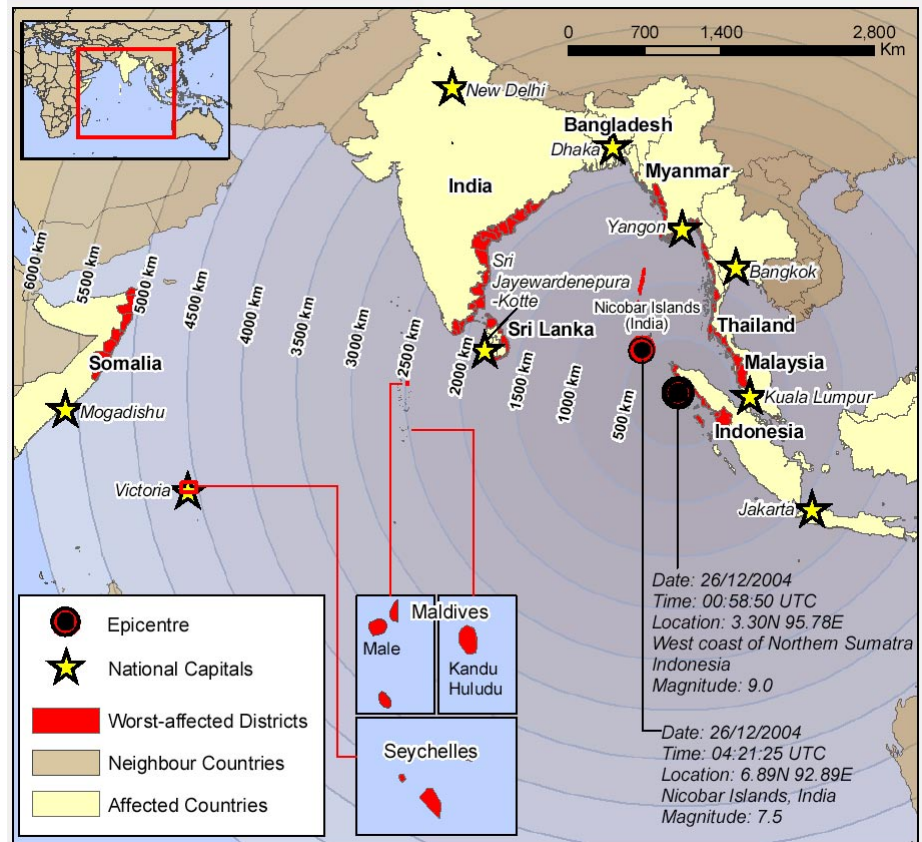 0 700 1,400 2,800
Km
New Delhi
Bangladesh
Dhaka
Myanmar
India
Yangon
Sri
Jayewardenepura
-Kotte
Bangkok
Nicobar Islands
(India)
Sri Lanka
Thailand
Malaysia
Kuala Lumpur
Indonesia
Somalia
Mogadishu
Victoria
Jakarta
6000 km
5500 km
5000 km
4500 km
4000 km
3500 km
3000 km
2500 km
2000 km
1500 km
1000 km
500 km
Date: 26/12/2004
Time: 00:58:50 UTC
Location: 3.30N 95.78E
West coast of Northern Sumatra
Indonesia
Magnitude: 9.0
Date: 26/12/2004
Time: 04:21:25 UTC
Location: 6.89N 92.89E
Nicobar Islands, India
Magnitude: 7.5
Maldives
Male
Kandu
Huludu
Seychelles
Epicentre
National Capitals
Worst-affected Districts
Neighbour Countries
Affected Countries